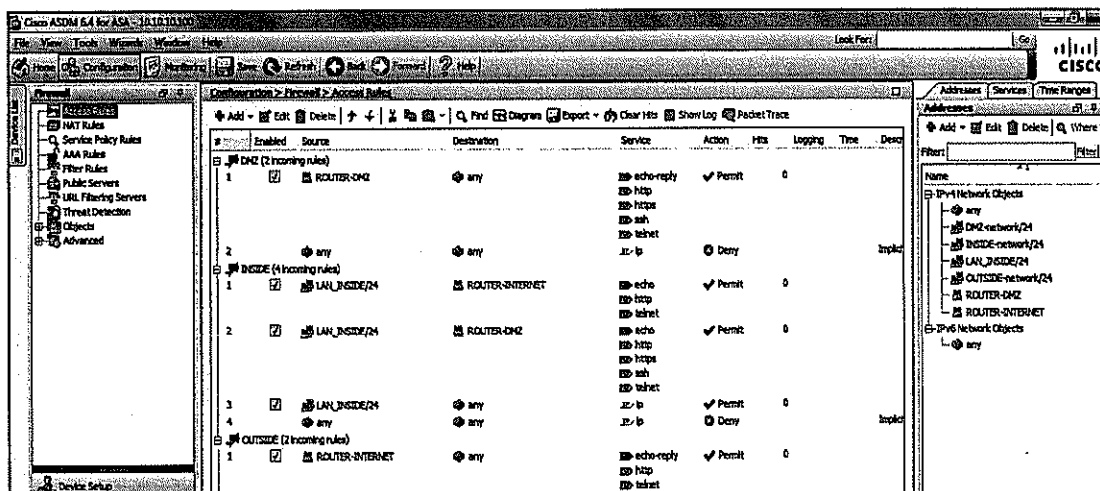 Cisco ASDM 6.4 for ASA - 10.10.10.
File View Tools Wizards Window Help Look For: Go
Home Configuration Monitoring Save Refresh Back Forward Help
CISCO
Device List
Firewall
Access Rules
NAT Rules
Service Policy Rules
AAA Rules
Filter Rules
Public Servers
URL Filtering Servers
Threat Detection
Objects
Advanced
Device Setup
Configuration > Firewall > Access Rules
Add Edit Delete Find Diagram Export Clear Hits Show Log Packet Trace
# Enabled Source Destination Service Action Hits Logging Time Descr
DMZ (2 incoming rules)
1 ROUTER-DMZ any echo-reply Permit 0
http
https
ssh
telnet
2 any any ip Deny Implici
INSIDE (4 incoming rules)
1 LAN_INSIDE/24 ROUTER-INTERNET echo Permit 0
http
telnet
2 LAN_INSIDE/24 ROUTER-DMZ echo Permit 0
http
https
ssh
telnet
3 LAN_INSIDE/24 any ip Permit 0
4 any any ip Deny Implici
OUTSIDE (2 incoming rules)
1 ROUTER-INTERNET any echo-reply Permit 0
http
telnet
Addresses Services Time Ranges
Addresses
Add Edit Delete Where
Filter: Filter
Name
IPv4 Network Objects
any
DMZ-network/24
INSIDE-network/24
LAN_INSIDE/24
OUTSIDE-network/24
ROUTER-DMZ
ROUTER-INTERNET
IPv6 Network Objects
any